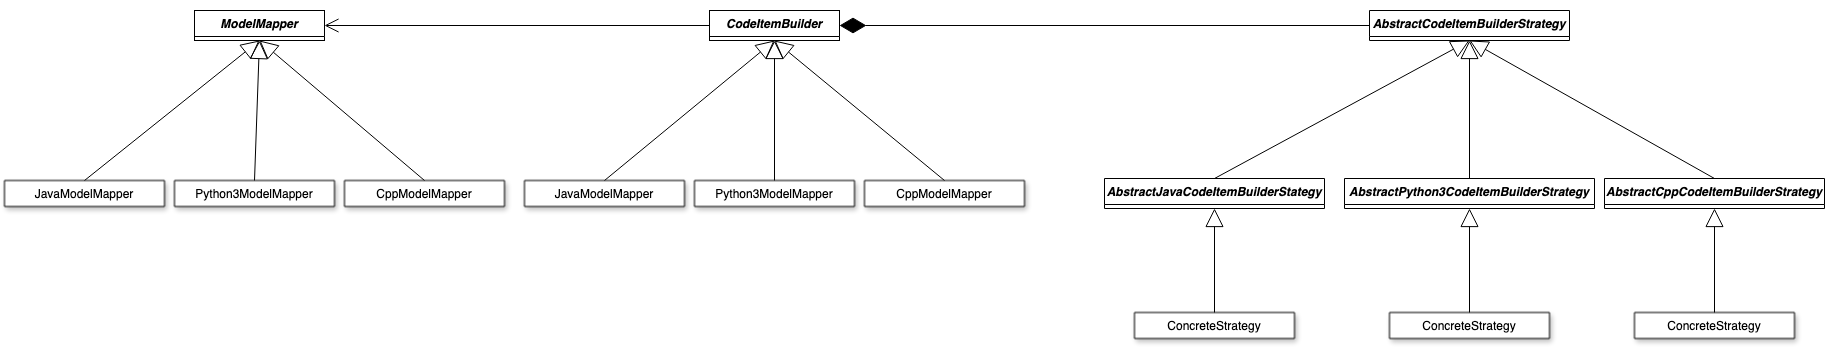 ModelMapper
CodeItemBuilder
AbstractCodeItemBuilderStrategy
JavaModelMapper
Python3ModelMapper
CppModelMapper
JavaModelMapper
Python3ModelMapper
CppModelMapper
AbstractJavaCodeItemBuilderStategy
AbstractPython3CodeItemBuilderStrategy
AbstractCppCodeItemBuilderStrategy
ConcreteStrategy
ConcreteStrategy
ConcreteStrategy